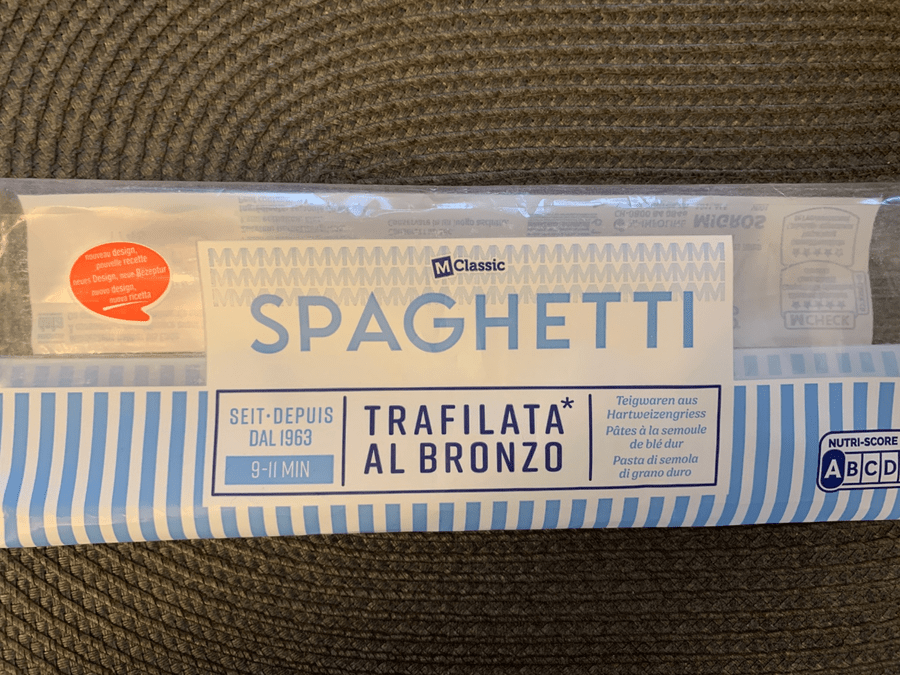 nouveau design,
nouvelle recette
neues Design, neue Rezeptur
nuovo design,
nuova ricetta
M Classic
SPAGHETTI
SEIT·DEPUIS
DAL 1963
9-11 MIN
TRAFILATA*
AL BRONZO
Teigwaren aus
Hartweizengriess
Pâtes à la semoule
de blé dur
Pasta di semola
di grano duro
NUTRI-SCORE
ABCD
MIGROS
M CHECK